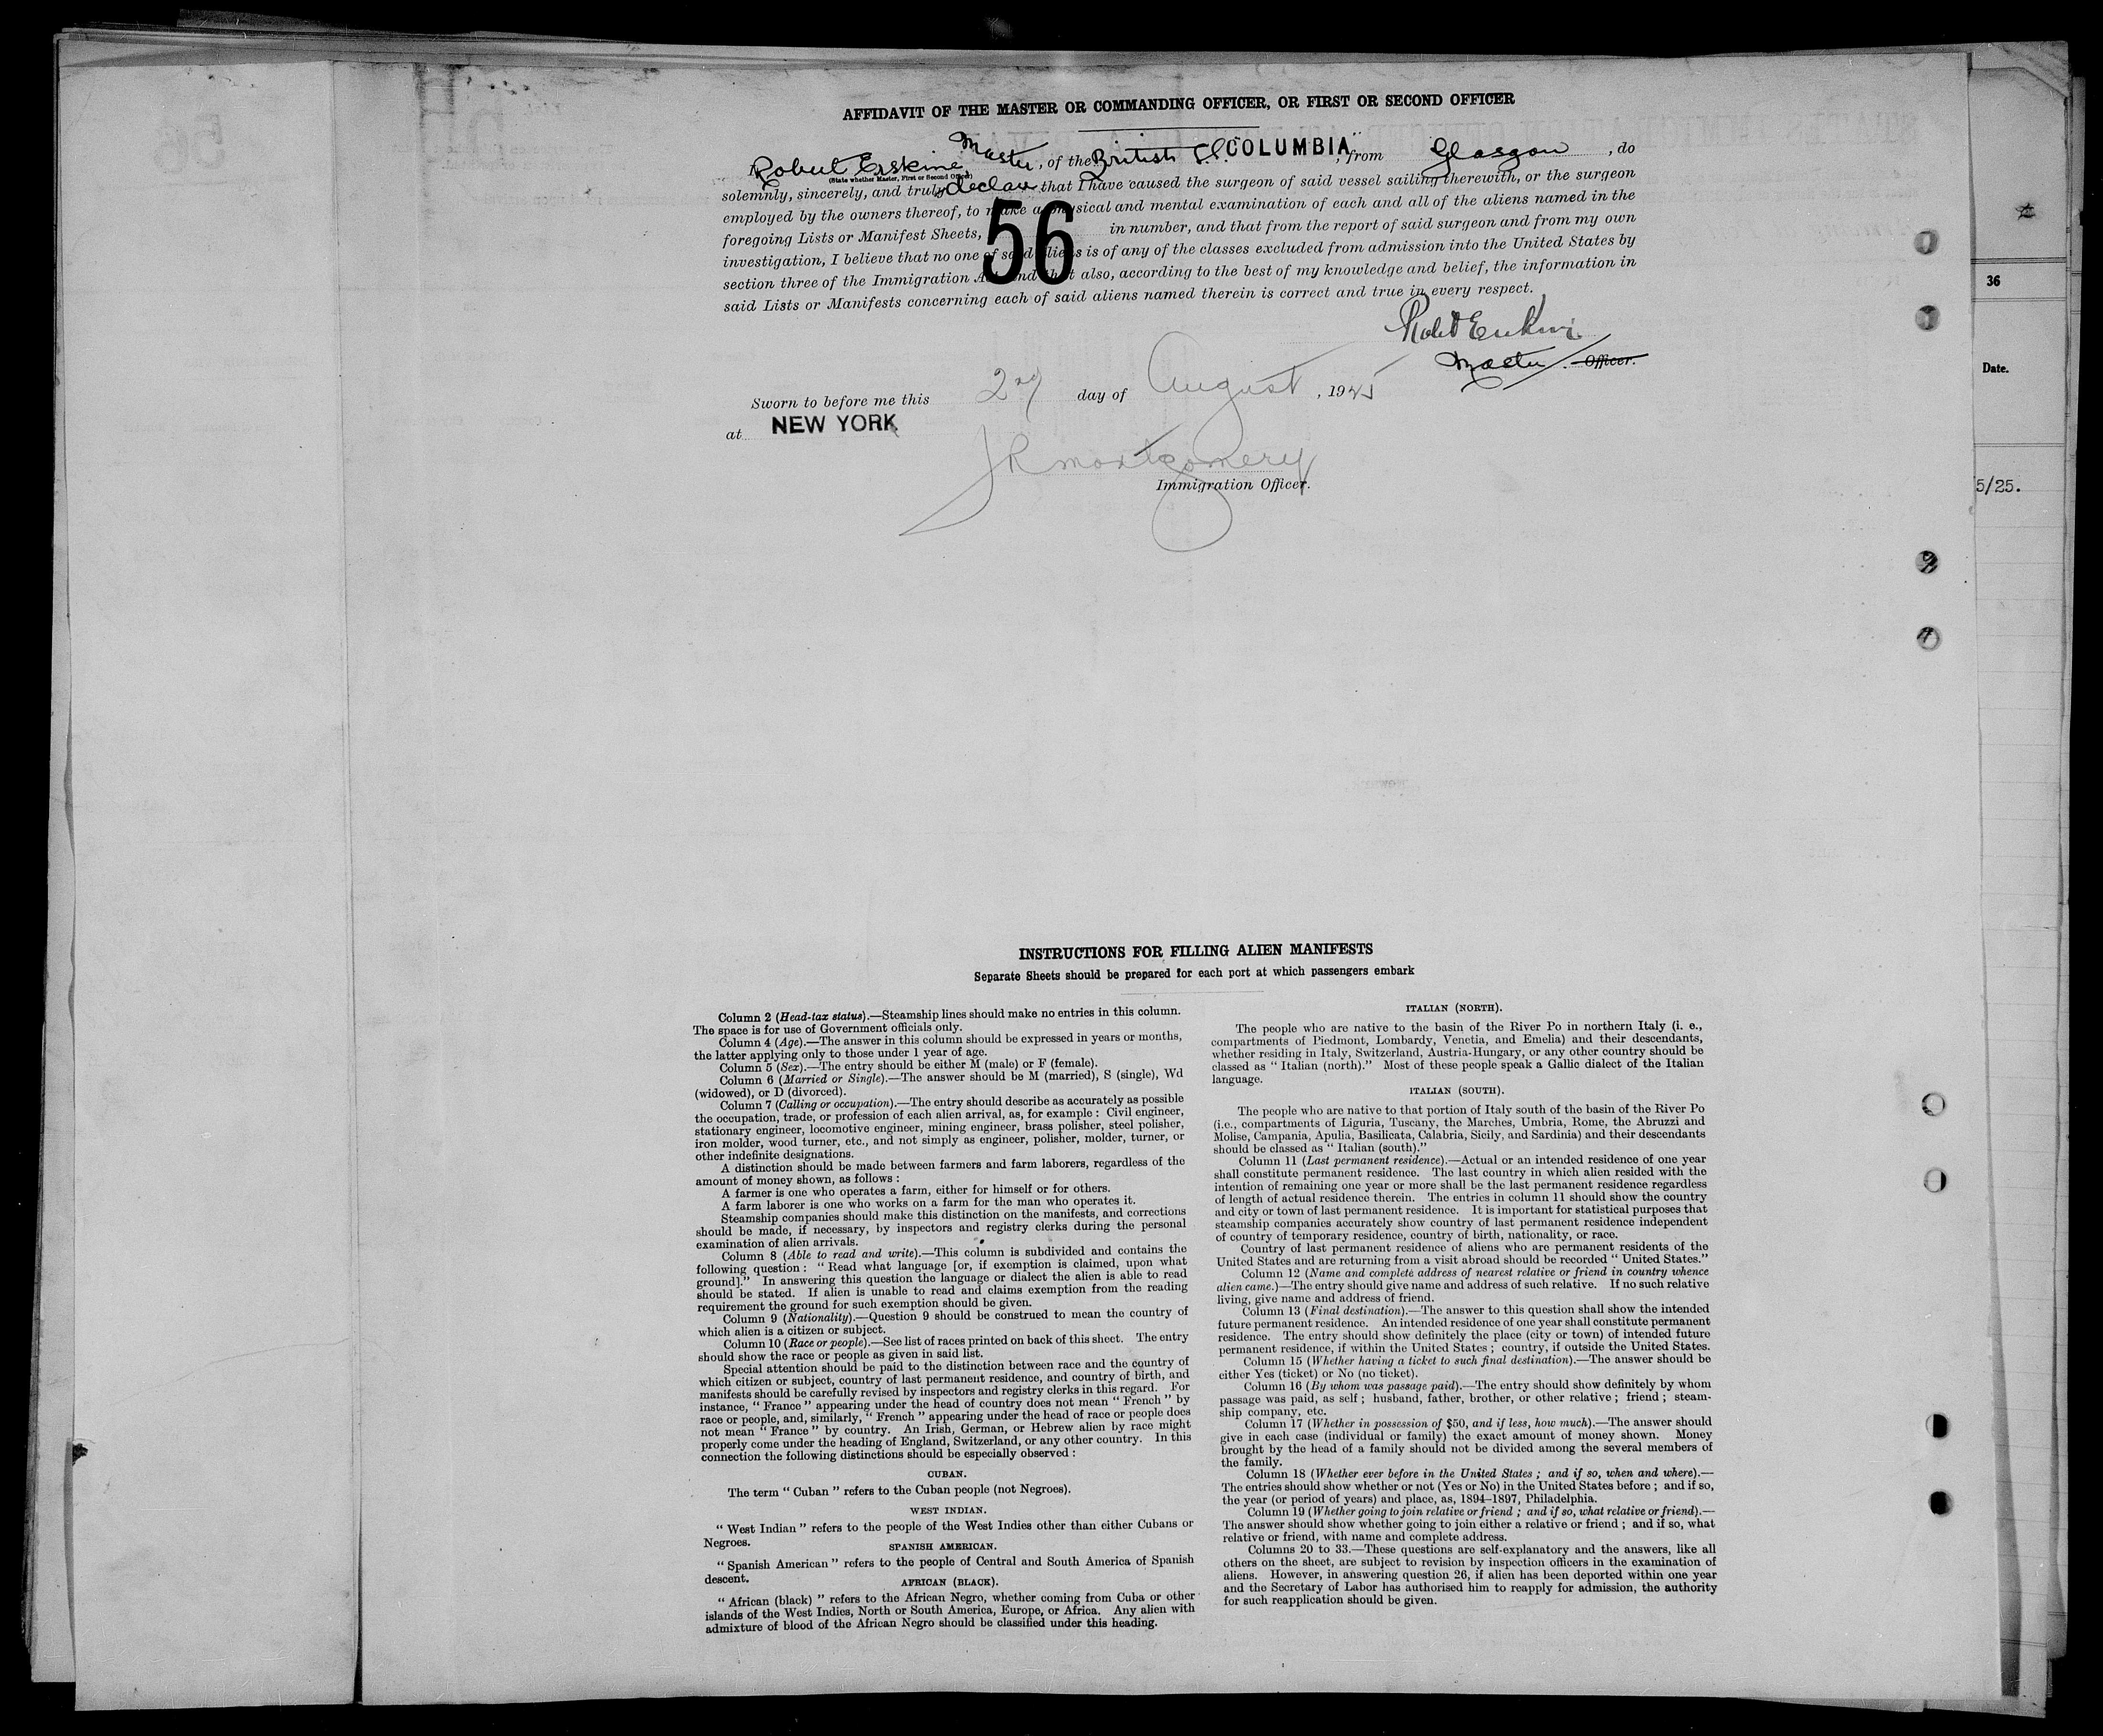 AFFIDAVIT OF THE MASTER OR COMMANDING OFFICER, OR FIRST OR SECOND OFFICER
Robert Erskine Master, of the British S.S. "COLUMBIA", from Glasgow, do
(State whether Master, First or Second Officer)
solemnly, sincerely, and truly declare that I have caused the surgeon of said vessel sailing therewith, or the surgeon
employed by the owners thereof, to make a physical and mental examination of each and all of the aliens named in the
foregoing Lists or Manifest Sheets, in number, and that from the report of said surgeon and from my own
56
investigation, I believe that no one of said aliens is of any of the classes excluded from admission into the United States by
section three of the Immigration Act and that also, according to the best of my knowledge and belief, the information in
said Lists or Manifests concerning each of said aliens named therein is correct and true in every respect.
Robt Erskine
Master Officer.
Sworn to before me this 2nd day of August, 1925
at NEW YORK
J R Montgomery
Immigration Officer.
36
Date.
5/25.
INSTRUCTIONS FOR FILLING ALIEN MANIFESTS
Separate Sheets should be prepared for each port at which passengers embark
Column 2 (Head-tax status).—Steamship lines should make no entries in this column.
The space is for use of Government officials only.
Column 4 (Age).—The answer in this column should be expressed in years or months,
the latter applying only to those under 1 year of age.
Column 5 (Sex).—The entry should be either M (male) or F (female).
Column 6 (Married or Single).—The answer should be M (married), S (single), Wd
(widowed), or D (divorced).
Column 7 (Calling or occupation).—The entry should describe as accurately as possible
the occupation, trade, or profession of each alien arrival, as, for example : Civil engineer,
stationary engineer, locomotive engineer, mining engineer, brass polisher, steel polisher,
iron molder, wood turner, etc., and not simply as engineer, polisher, molder, turner, or
other indefinite designations.
A distinction should be made between farmers and farm laborers, regardless of the
amount of money shown, as follows :
A farmer is one who operates a farm, either for himself or for others.
A farm laborer is one who works on a farm for the man who operates it.
Steamship companies should make this distinction on the manifests, and corrections
should be made, if necessary, by inspectors and registry clerks during the personal
examination of alien arrivals.
Column 8 (Able to read and write).—This column is subdivided and contains the
following question : " Read what language [or, if exemption is claimed, upon what
ground]." In answering this question the language or dialect the alien is able to read
should be stated. If alien is unable to read and claims exemption from the reading
requirement the ground for such exemption should be given.
Column 9 (Nationality).—Question 9 should be construed to mean the country of
which alien is a citizen or subject.
Column 10 (Race or people).—See list of races printed on back of this sheet. The entry
should show the race or people as given in said list.
Special attention should be paid to the distinction between race and the country of
which citizen or subject, country of last permanent residence, and country of birth, and
manifests should be carefully revised by inspectors and registry clerks in this regard. For
instance, " France " appearing under the head of country does not mean " French " by
race or people, and, similarly, " French " appearing under the head of race or people does
not mean " France " by country. An Irish, German, or Hebrew alien by race might
properly come under the heading of England, Switzerland, or any other country. In this
connection the following distinctions should be especially observed :
CUBAN.
The term " Cuban " refers to the Cuban people (not Negroes).
WEST INDIAN.
" West Indian " refers to the people of the West Indies other than either Cubans or
Negroes.
SPANISH AMERICAN.
" Spanish American " refers to the people of Central and South America of Spanish
descent.
AFRICAN (BLACK).
" African (black) " refers to the African Negro, whether coming from Cuba or other
islands of the West Indies, North or South America, Europe, or Africa. Any alien with
admixture of blood of the African Negro should be classified under this heading.
ITALIAN (NORTH).
The people who are native to the basin of the River Po in northern Italy (i. e.,
compartments of Piedmont, Lombardy, Venetia, and Emelia) and their descendants,
whether residing in Italy, Switzerland, Austria-Hungary, or any other country should be
classed as " Italian (north)." Most of these people speak a Gallic dialect of the Italian
language.
ITALIAN (SOUTH).
The people who are native to that portion of Italy south of the basin of the River Po
(i.e., compartments of Liguria, Tuscany, the Marches, Umbria, Rome, the Abruzzi and
Molise, Campania, Apulia, Basilicata, Calabria, Sicily, and Sardinia) and their descendants
should be classed as " Italian (south)."
Column 11 (Last permanent residence).—Actual or an intended residence of one year
shall constitute permanent residence. The last country in which alien resided with the
intention of remaining one year or more shall be the last permanent residence regardless
of length of actual residence therein. The entries in column 11 should show the country
and city or town of last permanent residence. It is important for statistical purposes that
steamship companies accurately show country of last permanent residence independent
of country of temporary residence, country of birth, nationality, or race.
Country of last permanent residence of aliens who are permanent residents of the
United States and are returning from a visit abroad should be recorded " United States."
Column 12 (Name and complete address of nearest relative or friend in country whence
alien came.)—The entry should give name and address of such relative. If no such relative
living, give name and address of friend.
Column 13 (Final destination).—The answer to this question shall show the intended
future permanent residence. An intended residence of one year shall constitute permanent
residence. The entry should show definitely the place (city or town) of intended future
permanent residence, if within the United States ; country, if outside the United States.
Column 15 (Whether having a ticket to such final destination).—The answer should be
either Yes (ticket) or No (no ticket).
Column 16 (By whom was passage paid).—The entry should show definitely by whom
passage was paid, as self ; husband, father, brother, or other relative ; friend ; steam-
ship company, etc.
Column 17 (Whether in possession of $50, and if less, how much).—The answer should
give in each case (individual or family) the exact amount of money shown. Money
brought by the head of a family should not be divided among the several members of
the family.
Column 18 (Whether ever before in the United States ; and if so, when and where).—
The entries should show whether or not (Yes or No) in the United States before ; and if so,
the year (or period of years) and place, as, 1894–1897, Philadelphia.
Column 19 (Whether going to join relative or friend ; and if so, what relative or friend).—
The answer should show whether going to join either a relative or friend ; and if so, what
relative or friend, with name and complete address.
Columns 20 to 33.—These questions are self-explanatory and the answers, like all
others on the sheet, are subject to revision by inspection officers in the examination of
aliens. However, in answering question 26, if alien has been deported within one year
and the Secretary of Labor has authorised him to reapply for admission, the authority
for such reapplication should be given.